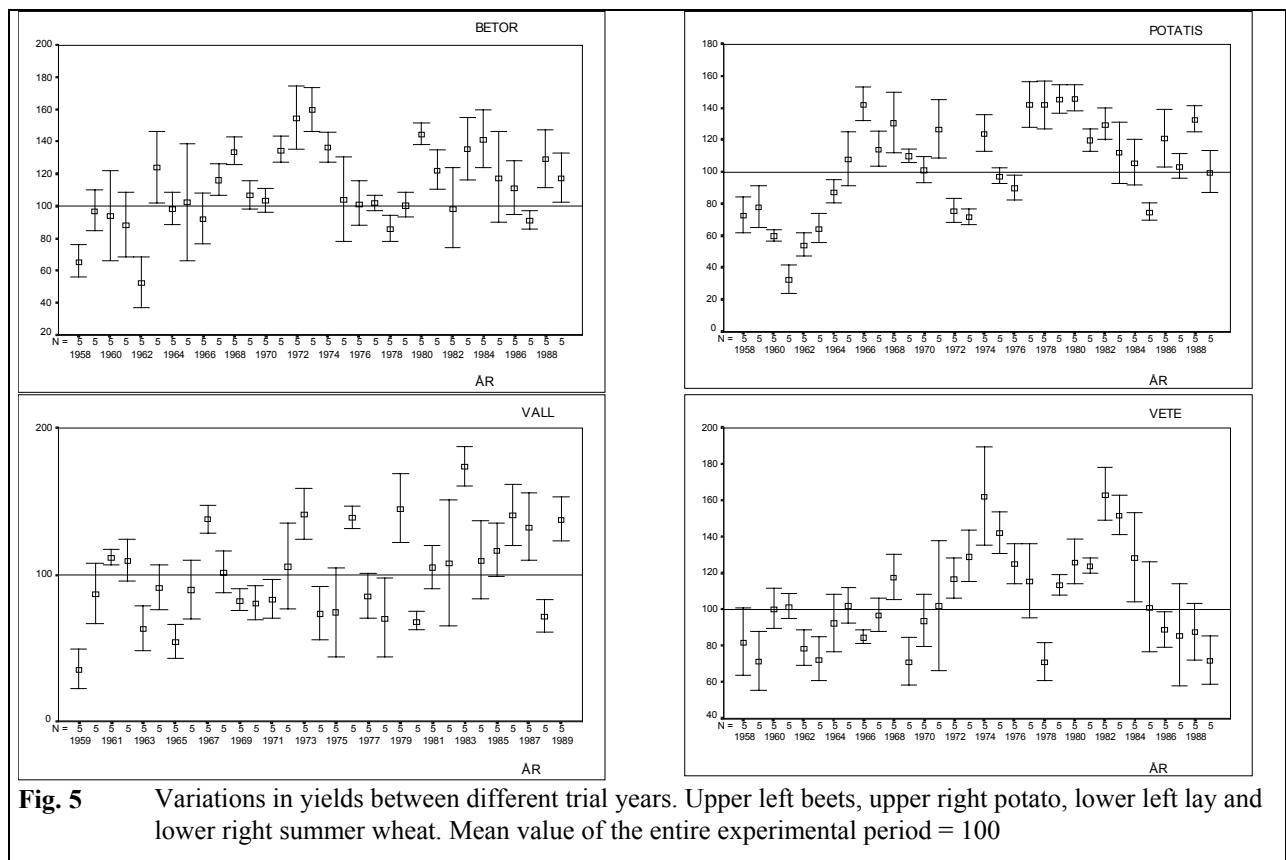 BETOR
200
180
160
140
120
100
80
60
40
20
N = 5 5 5 5 5 5 5 5 5 5 5 5 5 5 5 5 5 5 5 5 5 5 5 5 5 5 5 5 5 5 5 5
1958 1960 1962 1964 1966 1968 1970 1972 1974 1976 1978 1980 1982 1984 1986 1988
ÅR
POTATIS
180
160
140
120
100
80
60
40
20
0
N = 5 5 5 5 5 5 5 5 5 5 5 5 5 5 5 5 5 5 5 5 5 5 5 5 5 5 5 5 5 5 5 5
1958 1960 1962 1964 1966 1968 1970 1972 1974 1976 1978 1980 1982 1984 1986 1988
ÅR
VALL
200
100
0
N = 5 5 5 5 5 5 5 5 5 5 5 5 5 5 5 5 5 5 5 5 5 5 5 5 5 5 5 5 5 5 5
1959 1961 1963 1965 1967 1969 1971 1973 1975 1977 1979 1981 1983 1985 1987 1989
ÅR
VETE
200
180
160
140
120
100
80
60
40
N = 5 5 5 5 5 5 5 5 5 5 5 5 5 5 5 5 5 5 5 5 5 5 5 5 5 5 5 5 5 5 5 5
1958 1960 1962 1964 1966 1968 1970 1972 1974 1976 1978 1980 1982 1984 1986 1988
ÅR
Fig. 5 Variations in yields between different trial years. Upper left beets, upper right potato, lower left lay and
lower right summer wheat. Mean value of the entire experimental period = 100